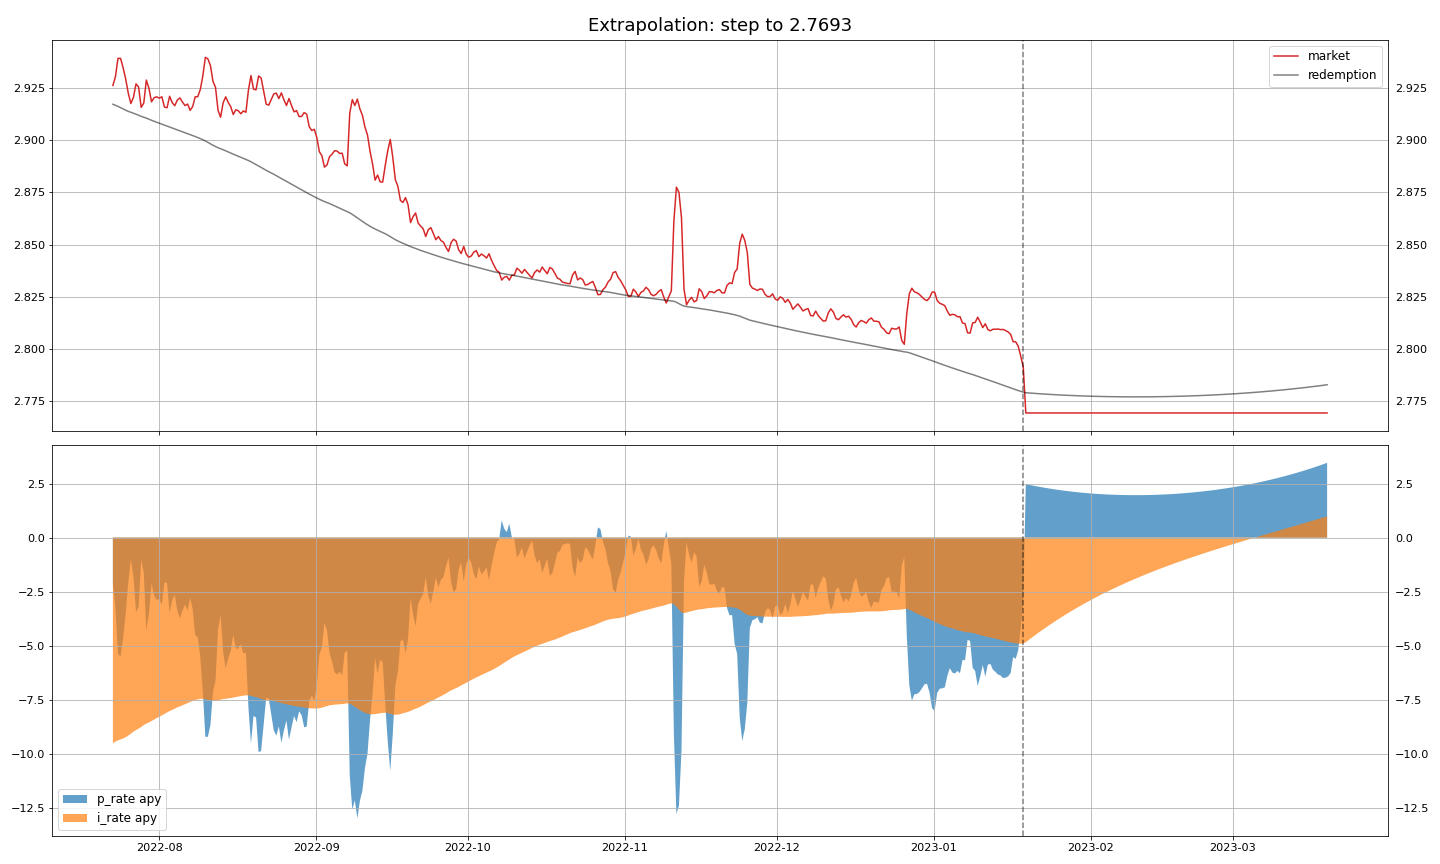 Extrapolation: step to 2.7693
market
redemption
2.925 2.925
2.900 2.900
2.875 2.875
2.850 2.850
2.825 2.825
2.800 2.800
2.775 2.775
2.5 2.5
0.0 0.0
−2.5 −2.5
−5.0 −5.0
−7.5 −7.5
−10.0 −10.0
−12.5 −12.5
p_rate apy
i_rate apy
2022-08 2022-09 2022-10 2022-11 2022-12 2023-01 2023-02 2023-03